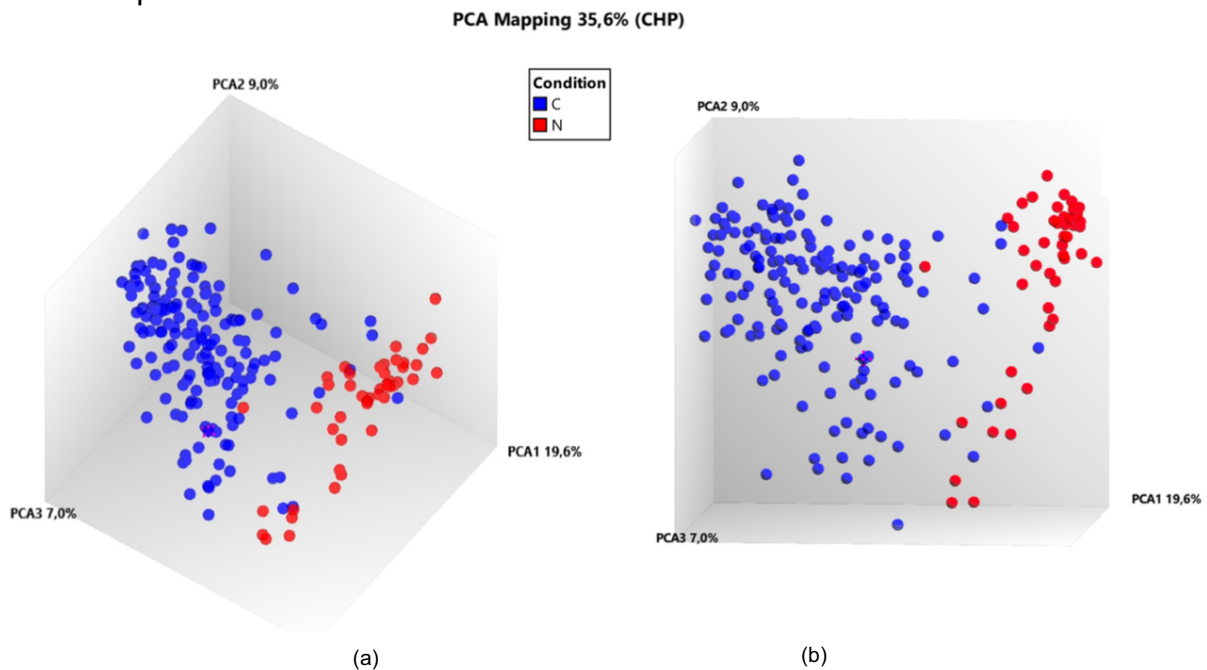 PCA Mapping 35,6% (CHP)
PCA2 9,0%
Condition
C
N
PCA1 19,6%
PCA3 7,0%
PCA2 9,0%
PCA1 19,6%
PCA3 7,0%
(a)
(b)